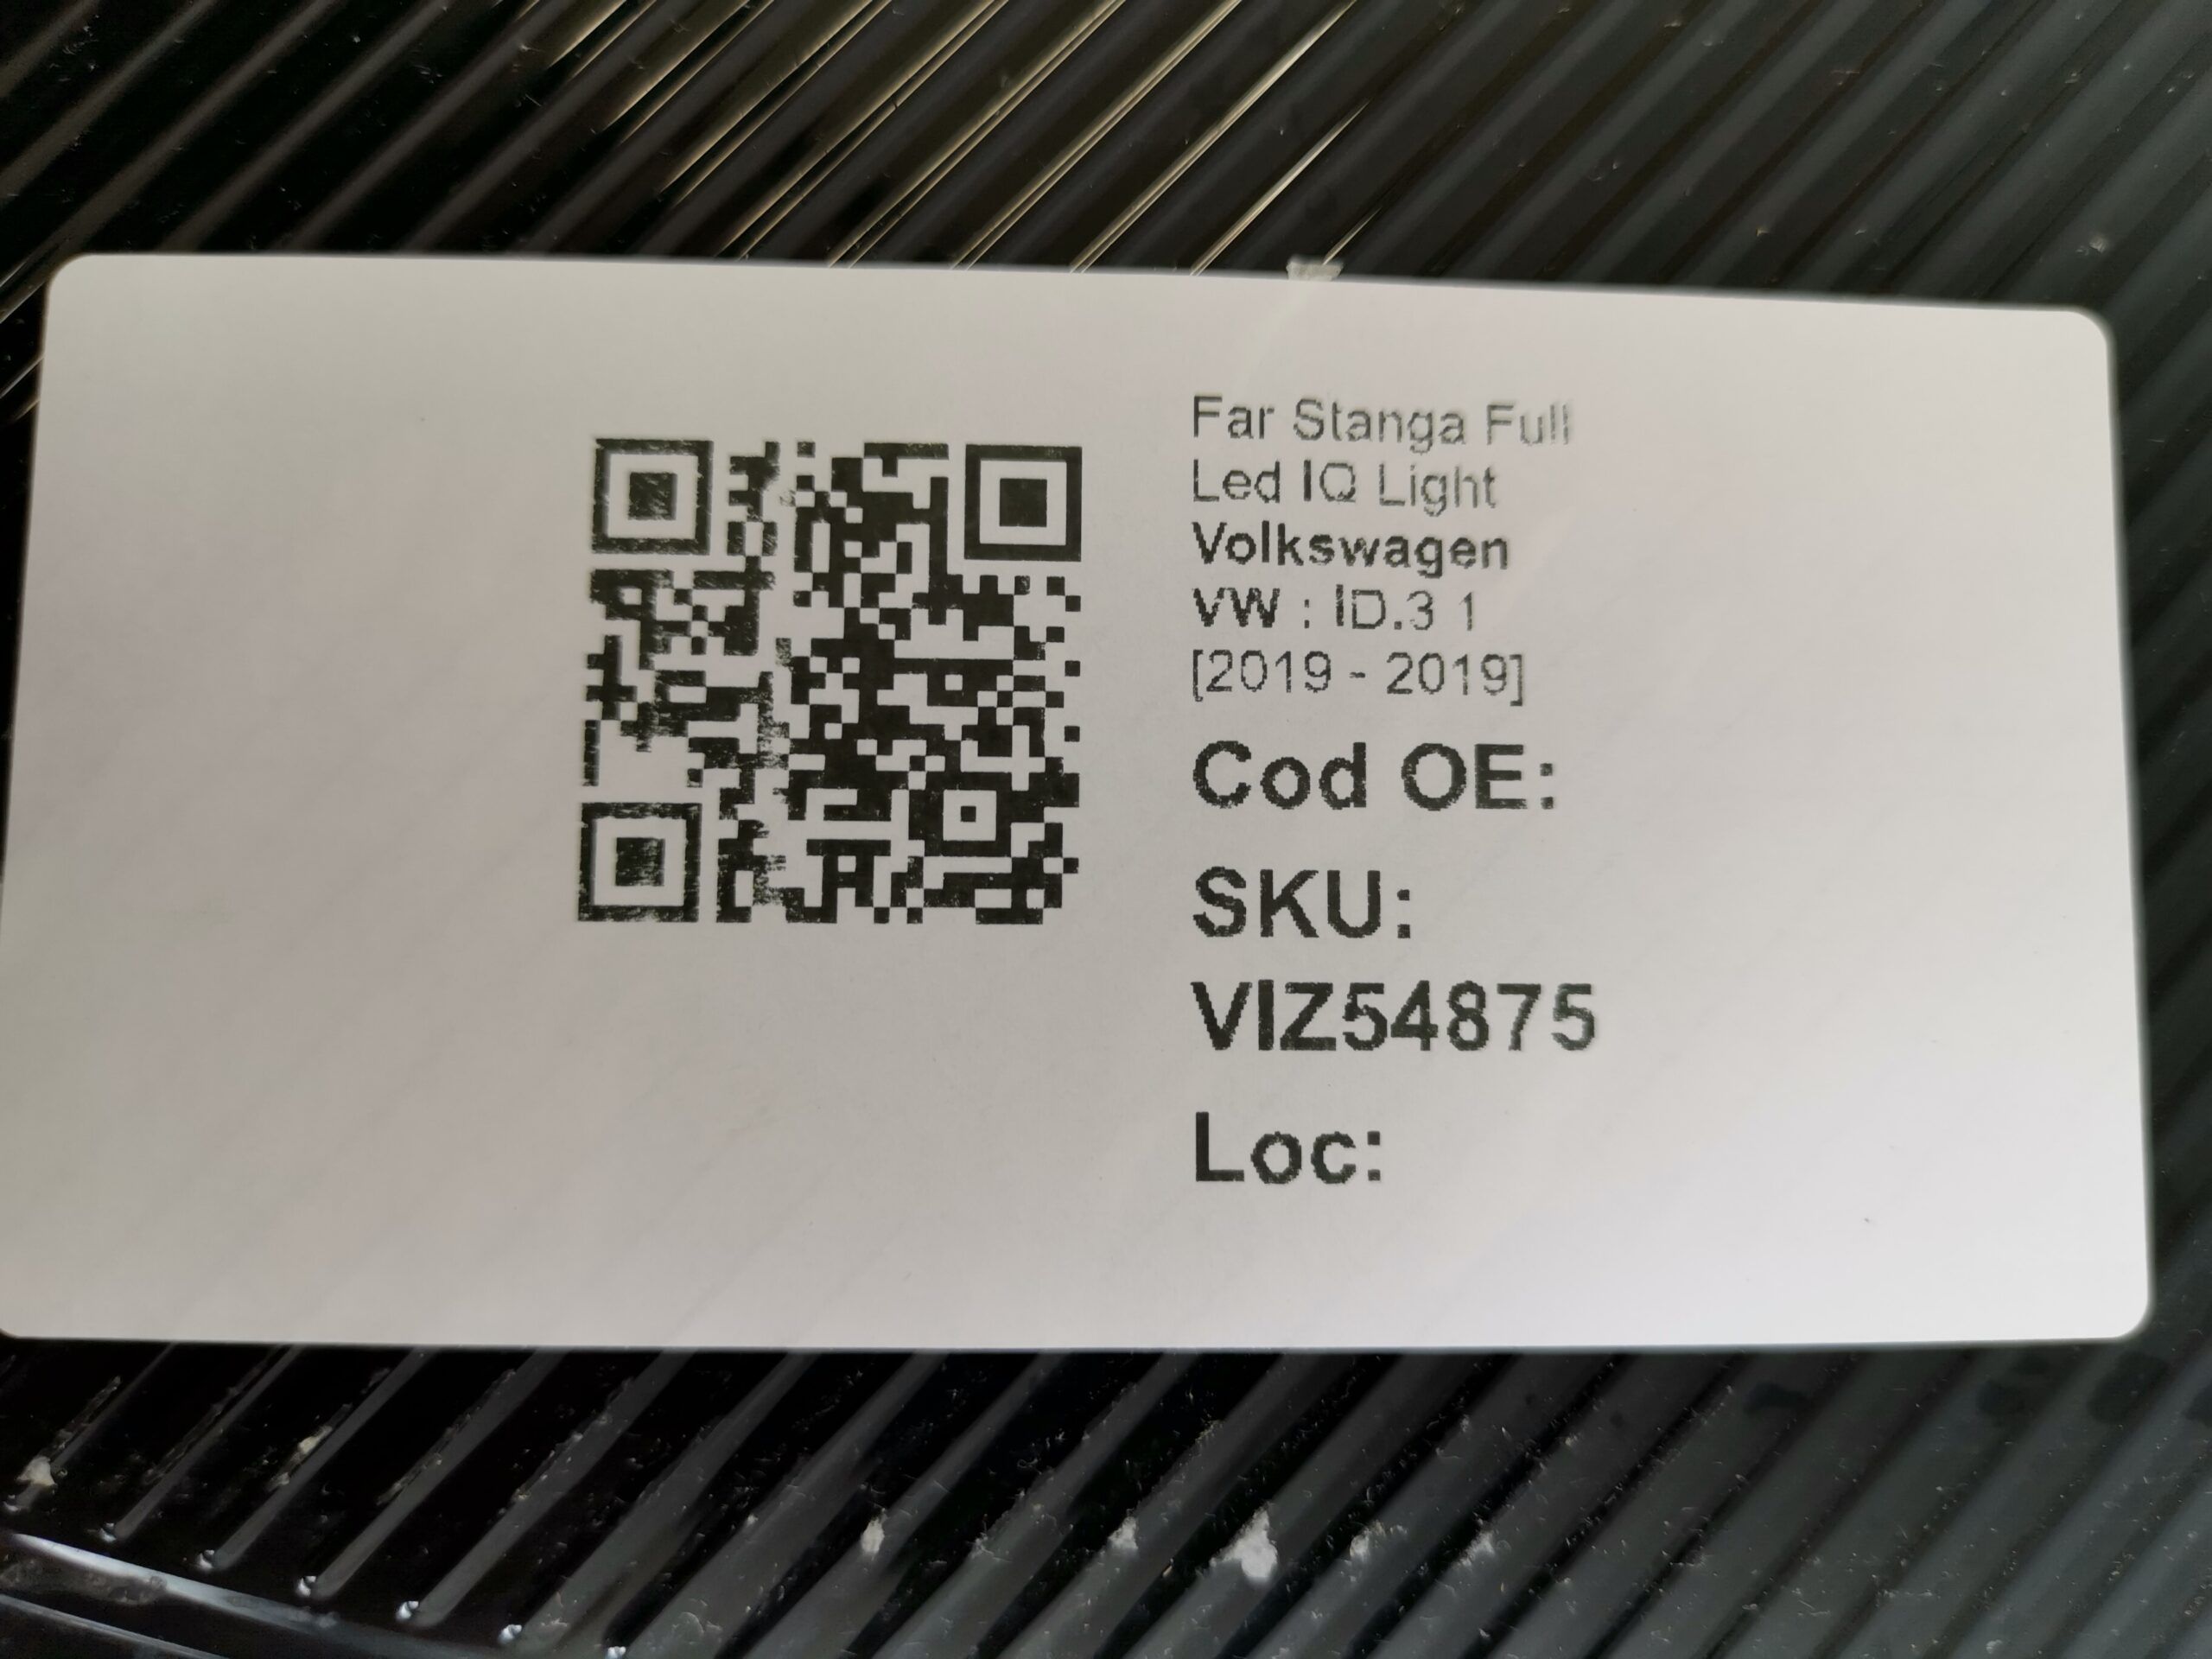 Far Stanga Full
Led IQ Light
Volkswagen
VW : ID.3 1
[2019 - 2019]
Cod OE:
SKU:
VIZ54875
Loc: